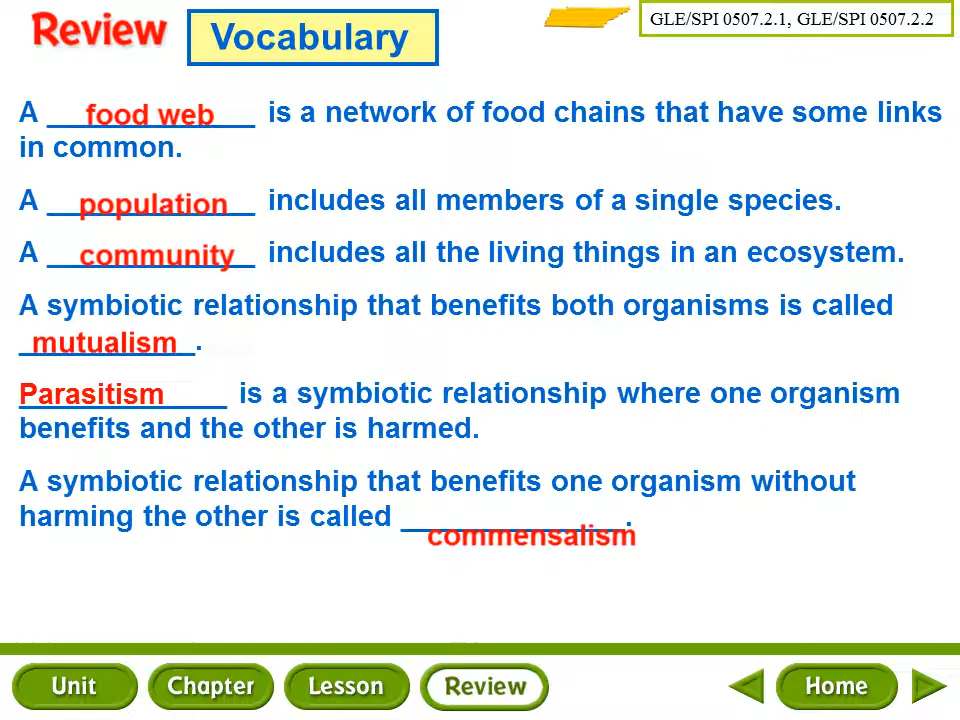 Review
Vocabulary
GLE/SPI 0507.2.1, GLE/SPI 0507.2.2
A food web is a network of food chains that have some links
in common.
A population includes all members of a single species.
A community includes all the living things in an ecosystem.
A symbiotic relationship that benefits both organisms is called
mutualism.
Parasitism is a symbiotic relationship where one organism
benefits and the other is harmed.
A symbiotic relationship that benefits one organism without
harming the other is called commensalism.
Unit Chapter Lesson Review Home